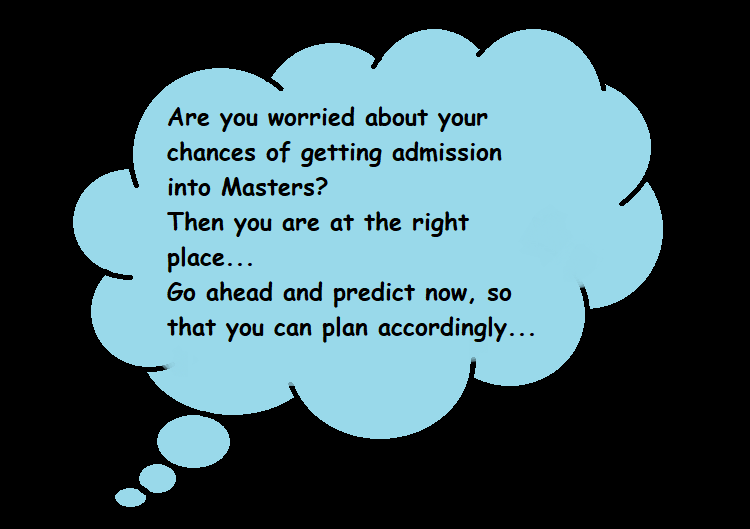 Are you worried about your
chances of getting admission
into Masters?
Then you are at the right
place...
Go ahead and predict now, so
that you can plan accordingly...